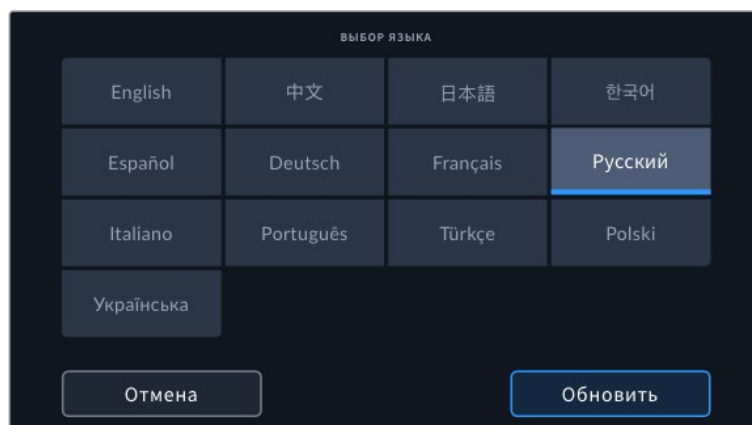 ВЫБОР ЯЗЫКА
English 中文 日本語 한국어
Español Deutsch Français Русский
Italiano Português Türkçe Polski
Українська
Отмена Обновить